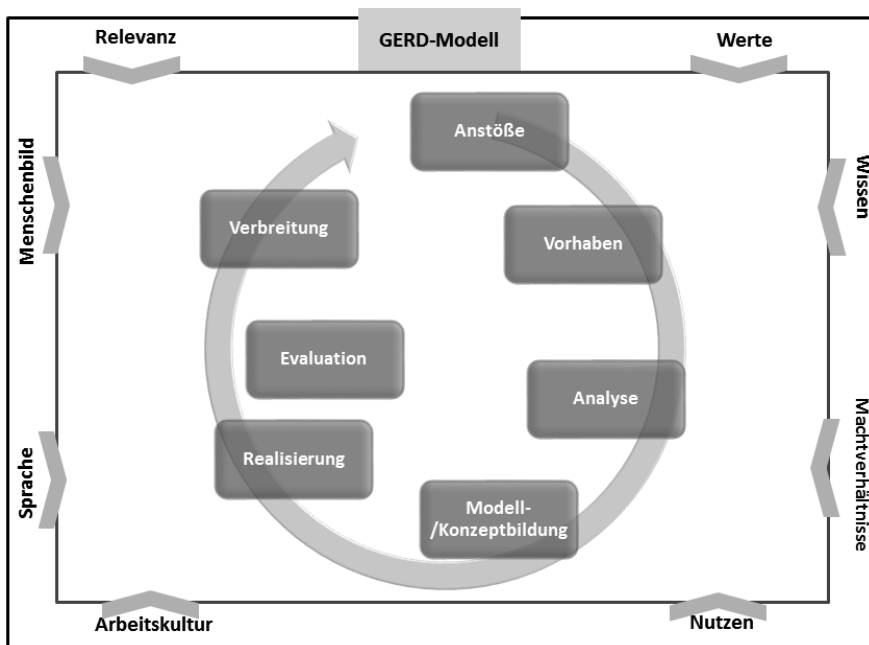 Relevanz
GERD-Modell
Werte
Menschenbild
Wissen
Anstöße
Verbreitung
Vorhaben
Evaluation
Analyse
Realisierung
Modell-
/Konzeptbildung
Sprache
Machtverhältnisse
Arbeitskultur
Nutzen